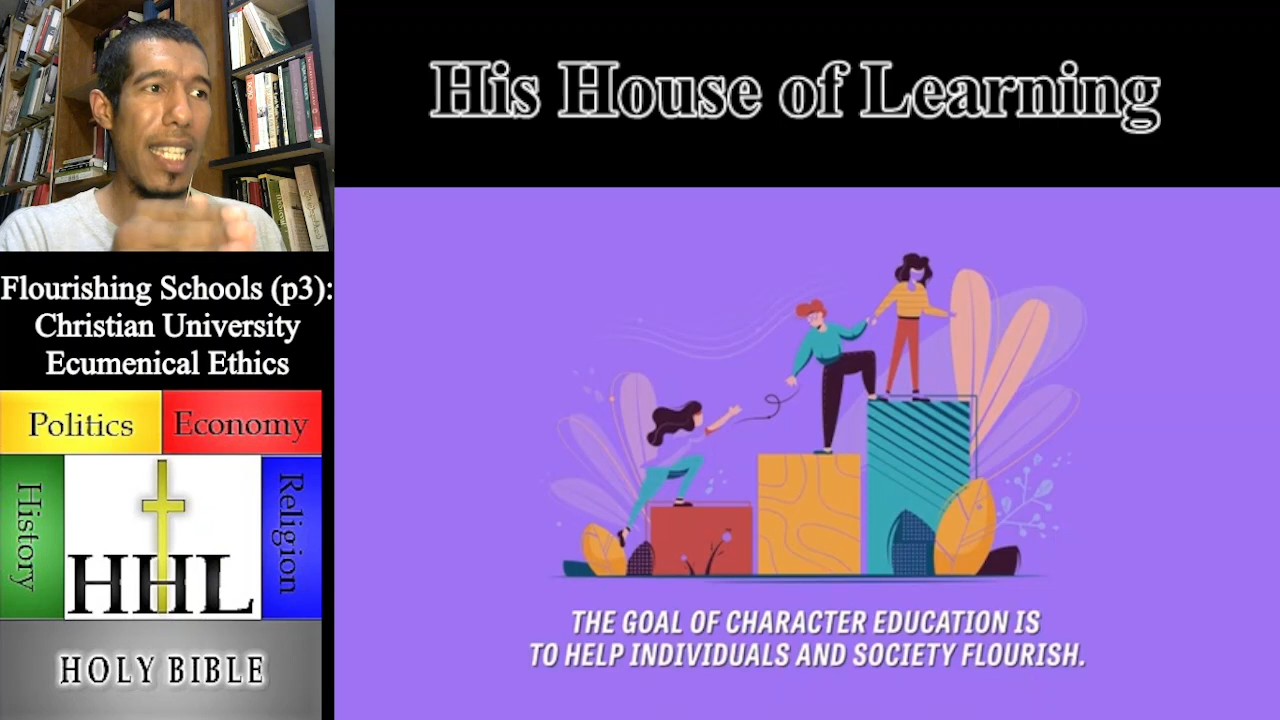 His House of Learning
Flourishing Schools (p3):
Christian University
Ecumenical Ethics
Politics
Economy
History
Religion
HHL
HOLY BIBLE
THE GOAL OF CHARACTER EDUCATION IS
TO HELP INDIVIDUALS AND SOCIETY FLOURISH.